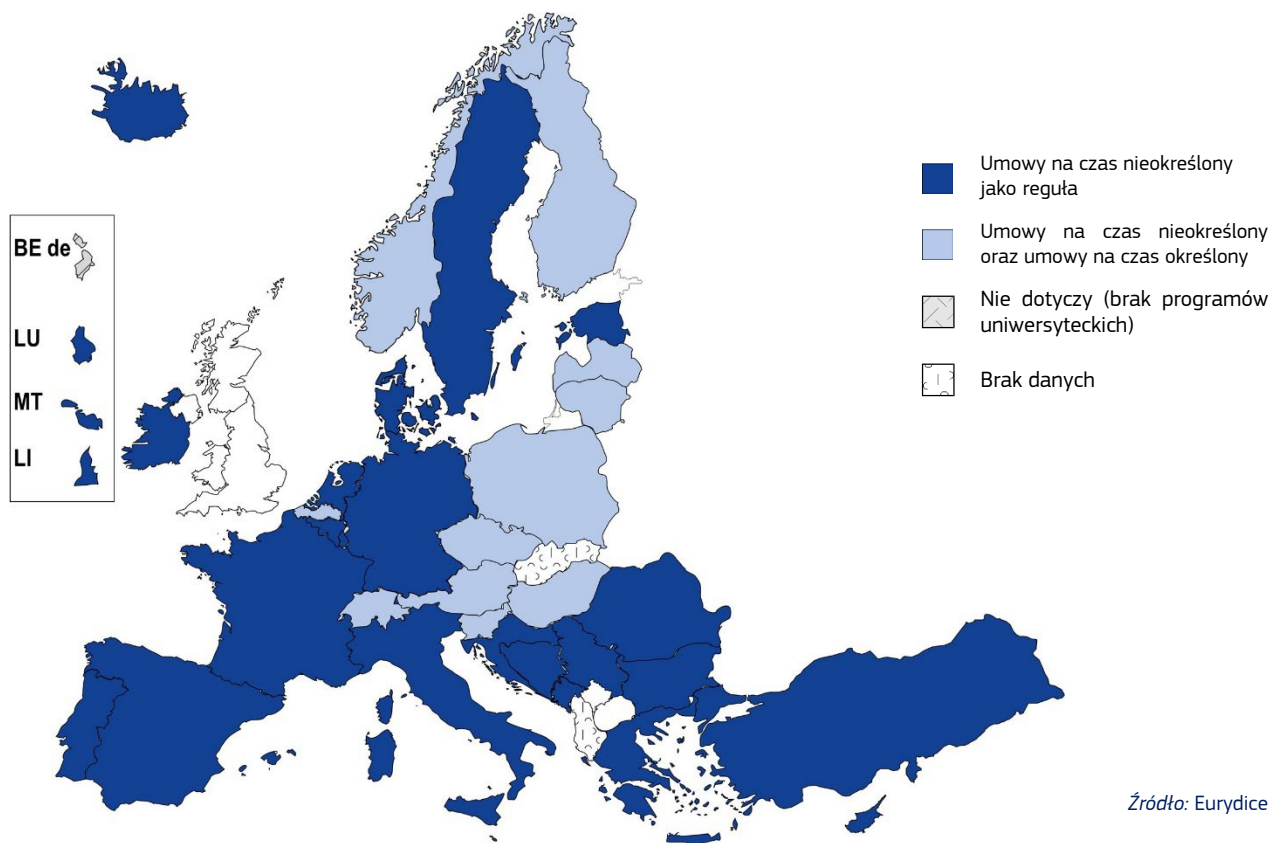 BE de
LU
MT
LI
Umowy na czas nieokreślony
jako reguła
Umowy na czas nieokreślony
oraz umowy na czas określony
Nie dotyczy (brak programów
uniwersyteckich)
Brak danych
Źródło: Eurydice